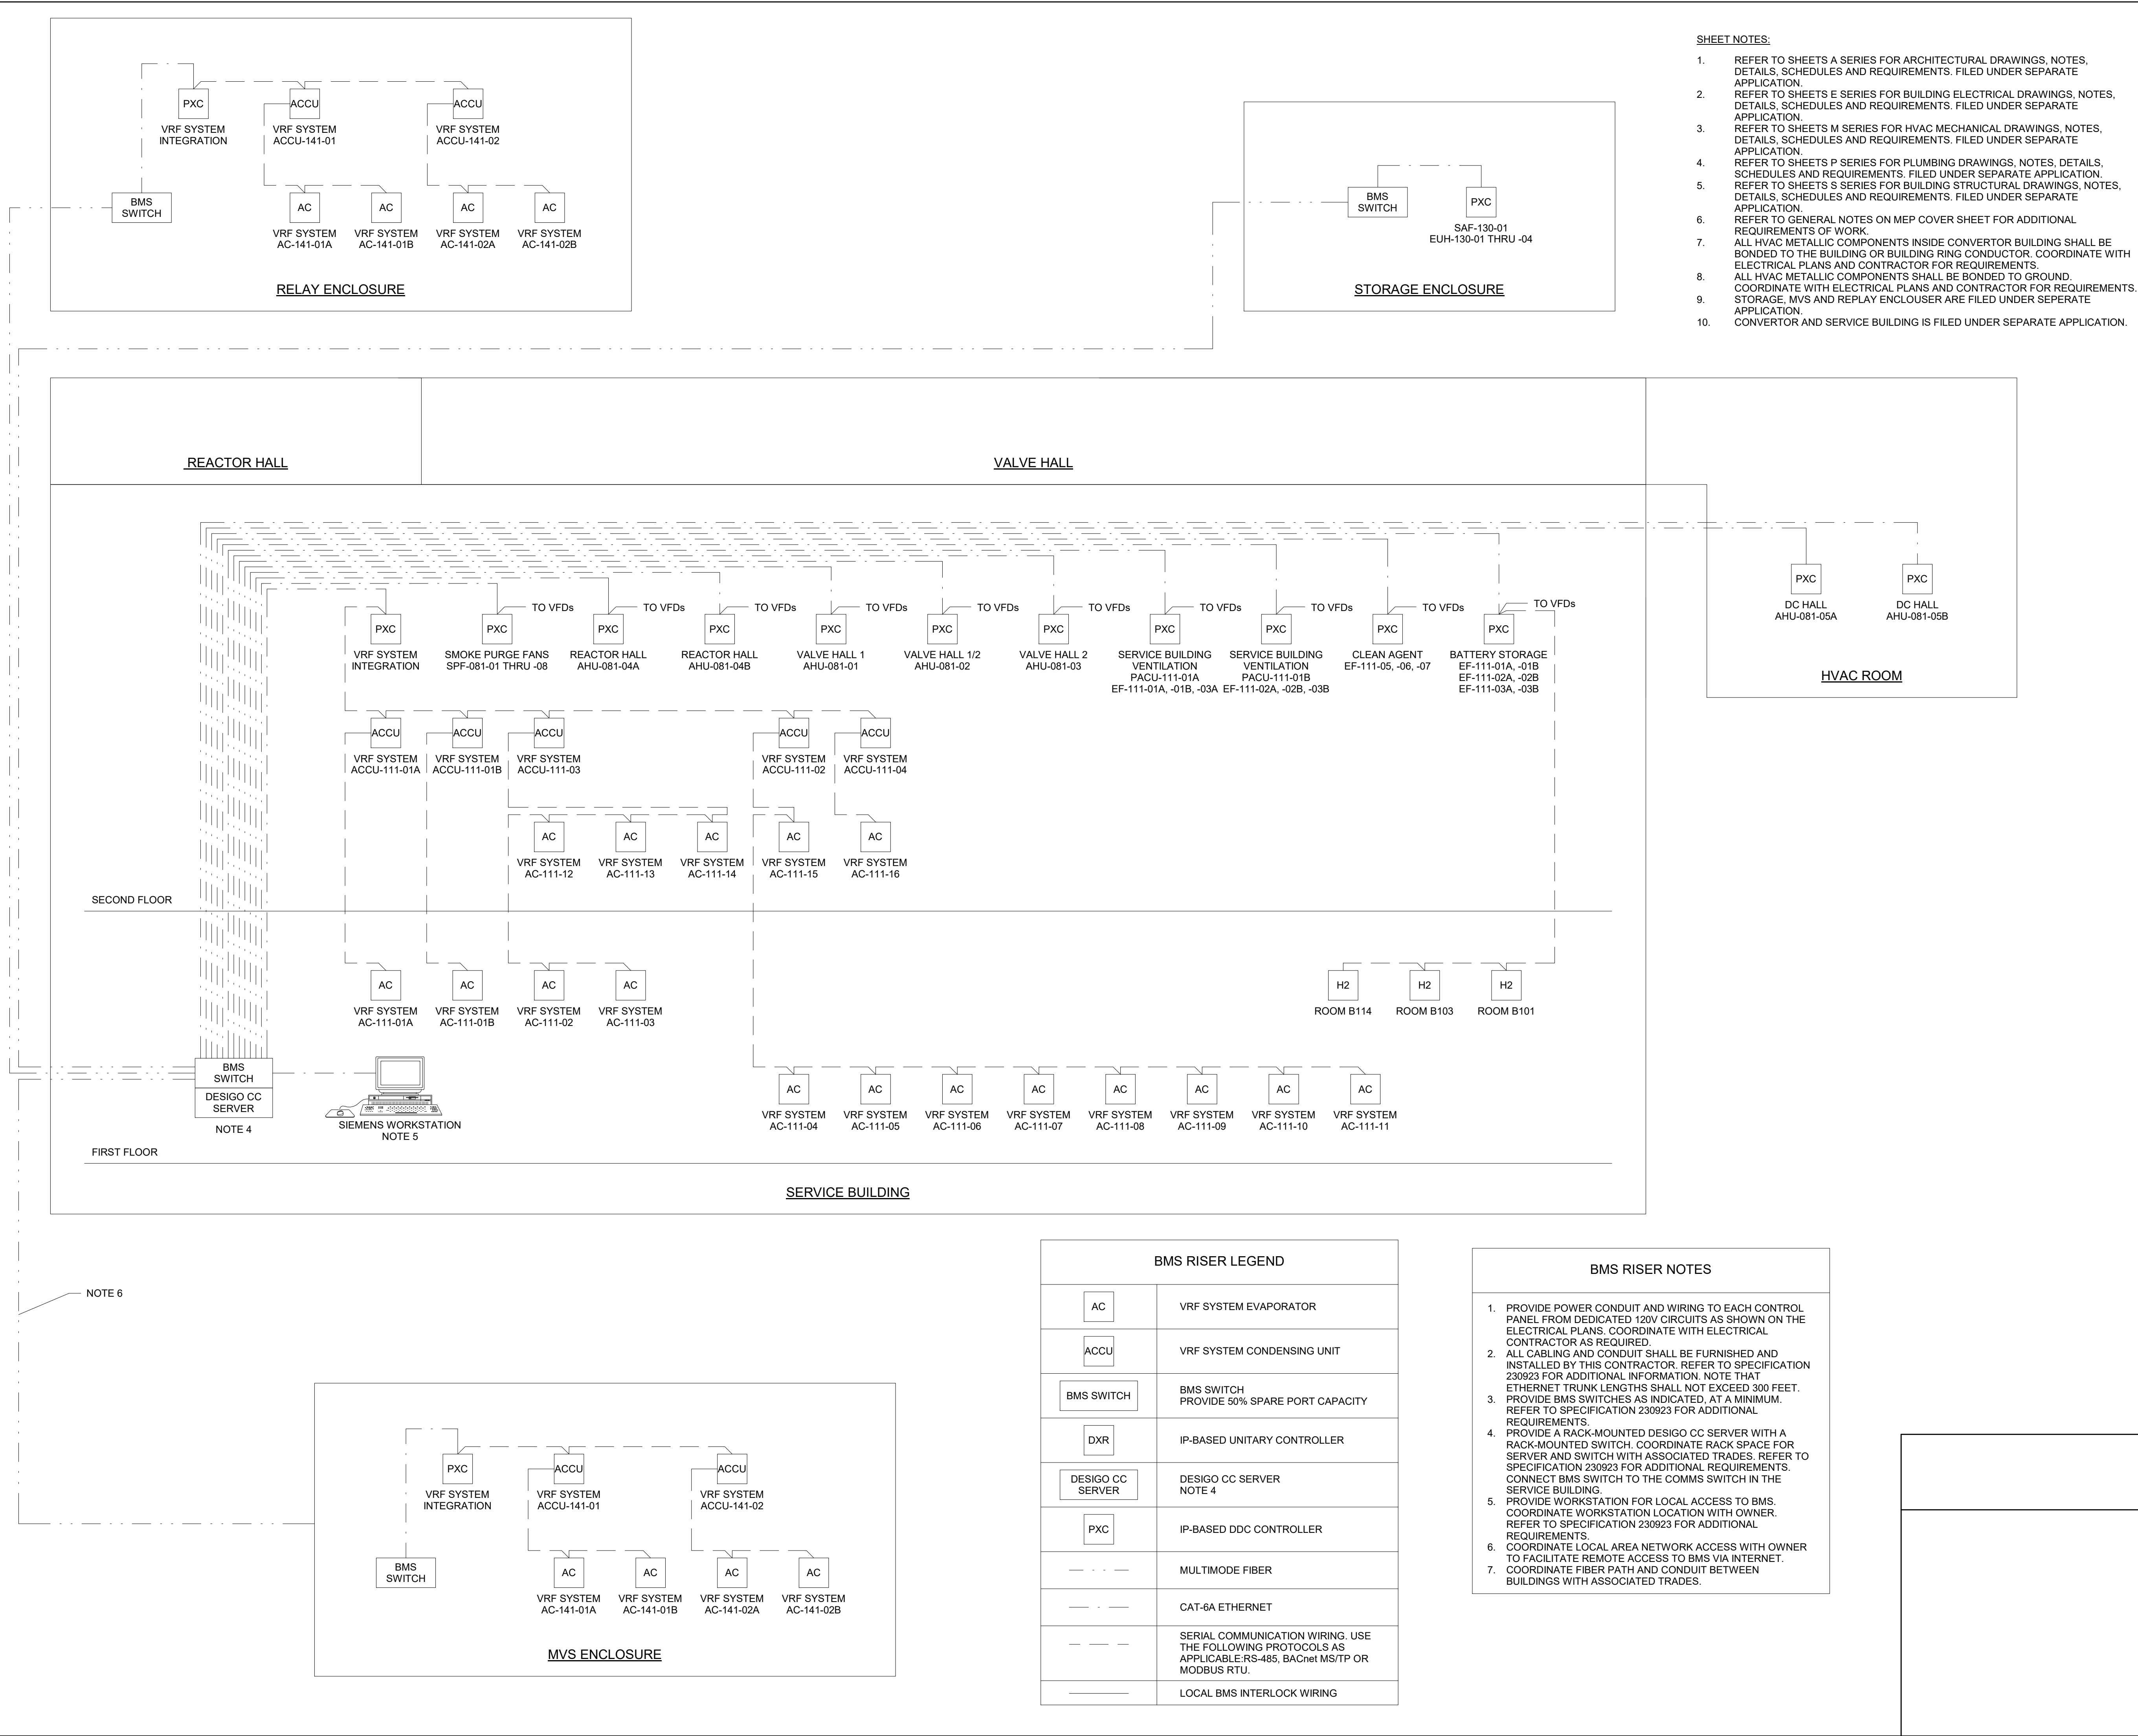 SHEET NOTES:
1. REFER TO SHEETS A SERIES FOR ARCHITECTURAL DRAWINGS, NOTES,
DETAILS, SCHEDULES AND REQUIREMENTS. FILED UNDER SEPARATE
APPLICATION.
2. REFER TO SHEETS E SERIES FOR BUILDING ELECTRICAL DRAWINGS, NOTES,
DETAILS, SCHEDULES AND REQUIREMENTS. FILED UNDER SEPARATE
APPLICATION.
3. REFER TO SHEETS M SERIES FOR HVAC MECHANICAL DRAWINGS, NOTES,
DETAILS, SCHEDULES AND REQUIREMENTS. FILED UNDER SEPARATE
APPLICATION.
4. REFER TO SHEETS P SERIES FOR PLUMBING DRAWINGS, NOTES, DETAILS,
SCHEDULES AND REQUIREMENTS. FILED UNDER SEPARATE APPLICATION.
5. REFER TO SHEETS S SERIES FOR BUILDING STRUCTURAL DRAWINGS, NOTES,
DETAILS, SCHEDULES AND REQUIREMENTS. FILED UNDER SEPARATE
APPLICATION.
6. REFER TO GENERAL NOTES ON MEP COVER SHEET FOR ADDITIONAL
REQUIREMENTS OF WORK.
7. ALL HVAC METALLIC COMPONENTS INSIDE CONVERTOR BUILDING SHALL BE
BONDED TO THE BUILDING OR BUILDING RING CONDUCTOR. COORDINATE WITH
ELECTRICAL PLANS AND CONTRACTOR FOR REQUIREMENTS.
8. ALL HVAC METALLIC COMPONENTS SHALL BE BONDED TO GROUND.
COORDINATE WITH ELECTRICAL PLANS AND CONTRACTOR FOR REQUIREMENTS.
9. STORAGE, MVS AND REPLAY ENCLOUSER ARE FILED UNDER SEPERATE
APPLICATION.
10. CONVERTOR AND SERVICE BUILDING IS FILED UNDER SEPARATE APPLICATION.
PXC
VRF SYSTEM
INTEGRATION
ACCU
VRF SYSTEM
ACCU-141-01
ACCU
VRF SYSTEM
ACCU-141-02
BMS
SWITCH
AC
VRF SYSTEM
AC-141-01A
AC
VRF SYSTEM
AC-141-01B
AC
VRF SYSTEM
AC-141-02A
AC
VRF SYSTEM
AC-141-02B
RELAY ENCLOSURE
BMS
SWITCH
PXC
SAF-130-01
EUH-130-01 THRU -04
STORAGE ENCLOSURE
REACTOR HALL
VALVE HALL
PXC
VRF SYSTEM
INTEGRATION
TO VFDs
PXC
SMOKE PURGE FANS
SPF-081-01 THRU -08
TO VFDs
PXC
REACTOR HALL
AHU-081-04A
TO VFDs
PXC
REACTOR HALL
AHU-081-04B
TO VFDs
PXC
VALVE HALL 1
AHU-081-01
TO VFDs
PXC
VALVE HALL 1/2
AHU-081-02
TO VFDs
PXC
VALVE HALL 2
AHU-081-03
TO VFDs
PXC
SERVICE BUILDING
VENTILATION
PACU-111-01A
EF-111-01A, -01B, -03A
TO VFDs
PXC
SERVICE BUILDING
VENTILATION
PACU-111-01B
EF-111-02A, -02B, -03B
TO VFDs
PXC
CLEAN AGENT
EF-111-05, -06, -07
TO VFDs
PXC
BATTERY STORAGE
EF-111-01A, -01B
EF-111-02A, -02B
EF-111-03A, -03B
TO VFDs
PXC
DC HALL
AHU-081-05A
PXC
DC HALL
AHU-081-05B
HVAC ROOM
ACCU
VRF SYSTEM
ACCU-111-01A
ACCU
VRF SYSTEM
ACCU-111-01B
ACCU
VRF SYSTEM
ACCU-111-03
ACCU
VRF SYSTEM
ACCU-111-02
ACCU
VRF SYSTEM
ACCU-111-04
AC
VRF SYSTEM
AC-111-12
AC
VRF SYSTEM
AC-111-13
AC
VRF SYSTEM
AC-111-14
AC
VRF SYSTEM
AC-111-15
AC
VRF SYSTEM
AC-111-16
SECOND FLOOR
AC
VRF SYSTEM
AC-111-01A
AC
VRF SYSTEM
AC-111-01B
AC
VRF SYSTEM
AC-111-02
AC
VRF SYSTEM
AC-111-03
H2
ROOM B114
H2
ROOM B103
H2
ROOM B101
BMS
SWITCH
DESIGO CC
SERVER
NOTE 4
SIEMENS WORKSTATION
NOTE 5
AC
VRF SYSTEM
AC-111-04
AC
VRF SYSTEM
AC-111-05
AC
VRF SYSTEM
AC-111-06
AC
VRF SYSTEM
AC-111-07
AC
VRF SYSTEM
AC-111-08
AC
VRF SYSTEM
AC-111-09
AC
VRF SYSTEM
AC-111-10
AC
VRF SYSTEM
AC-111-11
FIRST FLOOR
SERVICE BUILDING
NOTE 6
PXC
VRF SYSTEM
INTEGRATION
ACCU
VRF SYSTEM
ACCU-141-01
ACCU
VRF SYSTEM
ACCU-141-02
BMS
SWITCH
AC
VRF SYSTEM
AC-141-01A
AC
VRF SYSTEM
AC-141-01B
AC
VRF SYSTEM
AC-141-02A
AC
VRF SYSTEM
AC-141-02B
MVS ENCLOSURE
BMS RISER LEGEND
AC
VRF SYSTEM EVAPORATOR
ACCU
VRF SYSTEM CONDENSING UNIT
BMS SWITCH
BMS SWITCH
PROVIDE 50% SPARE PORT CAPACITY
DXR
IP-BASED UNITARY CONTROLLER
DESIGO CC
SERVER
DESIGO CC SERVER
NOTE 4
PXC
IP-BASED DDC CONTROLLER
MULTIMODE FIBER
CAT-6A ETHERNET
SERIAL COMMUNICATION WIRING. USE
THE FOLLOWING PROTOCOLS AS
APPLICABLE:RS-485, BACnet MS/TP OR
MODBUS RTU.
LOCAL BMS INTERLOCK WIRING
BMS RISER NOTES
1. PROVIDE POWER CONDUIT AND WIRING TO EACH CONTROL
PANEL FROM DEDICATED 120V CIRCUITS AS SHOWN ON THE
ELECTRICAL PLANS. COORDINATE WITH ELECTRICAL
CONTRACTOR AS REQUIRED.
2. ALL CABLING AND CONDUIT SHALL BE FURNISHED AND
INSTALLED BY THIS CONTRACTOR. REFER TO SPECIFICATION
230923 FOR ADDITIONAL INFORMATION. NOTE THAT
ETHERNET TRUNK LENGTHS SHALL NOT EXCEED 300 FEET.
3. PROVIDE BMS SWITCHES AS INDICATED, AT A MINIMUM.
REFER TO SPECIFICATION 230923 FOR ADDITIONAL
REQUIREMENTS.
4. PROVIDE A RACK-MOUNTED DESIGO CC SERVER WITH A
RACK-MOUNTED SWITCH. COORDINATE RACK SPACE FOR
SERVER AND SWITCH WITH ASSOCIATED TRADES. REFER TO
SPECIFICATION 230923 FOR ADDITIONAL REQUIREMENTS.
CONNECT BMS SWITCH TO THE COMMS SWITCH IN THE
SERVICE BUILDING.
5. PROVIDE WORKSTATION FOR LOCAL ACCESS TO BMS.
COORDINATE WORKSTATION LOCATION WITH OWNER.
REFER TO SPECIFICATION 230923 FOR ADDITIONAL
REQUIREMENTS.
6. COORDINATE LOCAL AREA NETWORK ACCESS WITH OWNER
TO FACILITATE REMOTE ACCESS TO BMS VIA INTERNET.
7. COORDINATE FIBER PATH AND CONDUIT BETWEEN
BUILDINGS WITH ASSOCIATED TRADES.